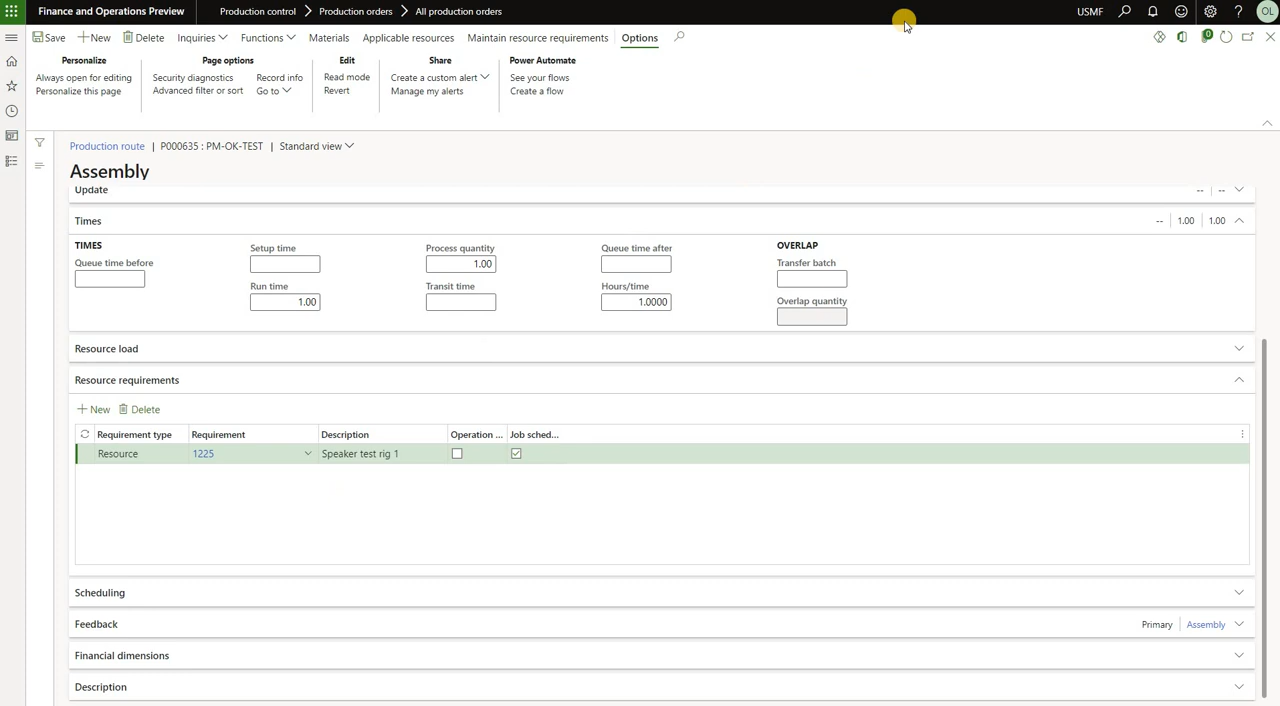 Finance and Operations Preview
Production control > Production orders > All production orders
USMF
OL
Save New Delete Inquiries Functions Materials Applicable resources Maintain resource requirements Options
0
Personalize
Always open for editing
Personalize this page
Page options
Security diagnostics Record info
Advanced filter or sort Go to
Edit
Read mode
Revert
Share
Create a custom alert
Manage my alerts
Power Automate
See your flows
Create a flow
Production route | P000635 : PM-OK-TEST | Standard view
Assembly
Update -- --
Times -- 1.00 1.00
TIMES
Queue time before
Setup time
Run time
1.00
Process quantity
1.00
Transit time
Queue time after
Hours/time
1.0000
OVERLAP
Transfer batch
Overlap quantity
Resource load
Resource requirements
New Delete
Requirement type Requirement Description Operation ... Job sched...
Resource 1225 Speaker test rig 1
Scheduling
Feedback Primary Assembly
Financial dimensions
Description